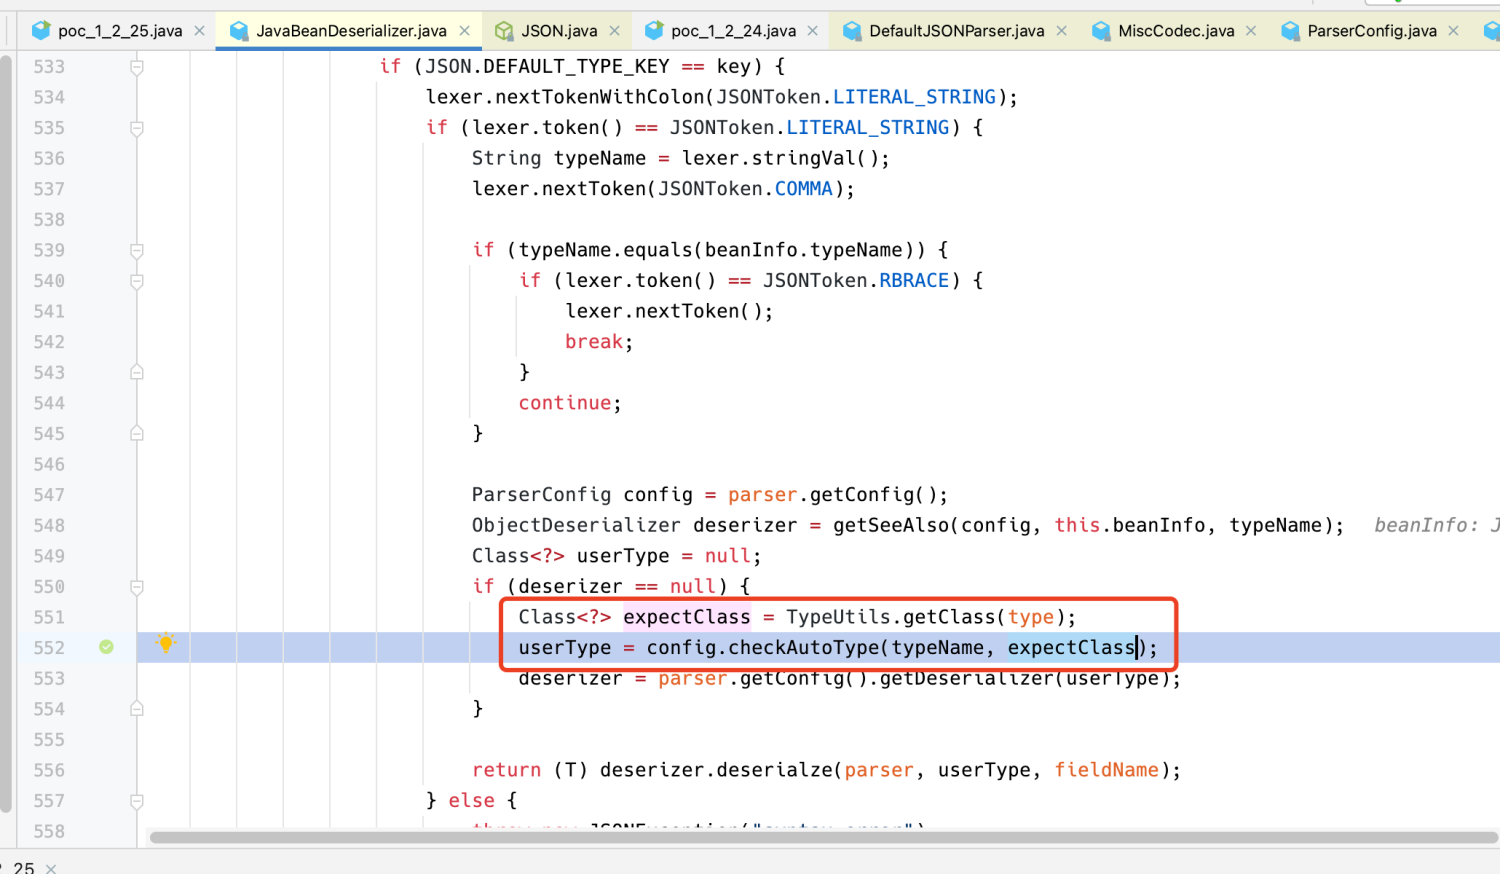 poc_1_2_25.java
JavaBeanDeserializer.java
JSON.java
poc_1_2_24.java
DefaultJSONParser.java
MiscCodec.java
ParserConfig.java
533 if (JSON.DEFAULT_TYPE_KEY == key) {
534 lexer.nextTokenWithColon(JSONToken.LITERAL_STRING);
535 if (lexer.token() == JSONToken.LITERAL_STRING) {
536 String typeName = lexer.stringVal();
537 lexer.nextToken(JSONToken.COMMA);
538
539 if (typeName.equals(beanInfo.typeName)) {
540 if (lexer.token() == JSONToken.RBRACE) {
541 lexer.nextToken();
542 break;
543 }
544 continue;
545 }
546
547 ParserConfig config = parser.getConfig();
548 ObjectDeserializer deserizer = getSeeAlso(config, this.beanInfo, typeName); beanInfo: J
549 Class<?> userType = null;
550 if (deserizer == null) {
551 Class<?> expectClass = TypeUtils.getClass(type);
552 userType = config.checkAutoType(typeName, expectClass);
553 deserizer = parser.getConfig().getDeserializer(userType);
554 }
555
556 return (T) deserizer.deserialze(parser, userType, fieldName);
557 } else {
558
25